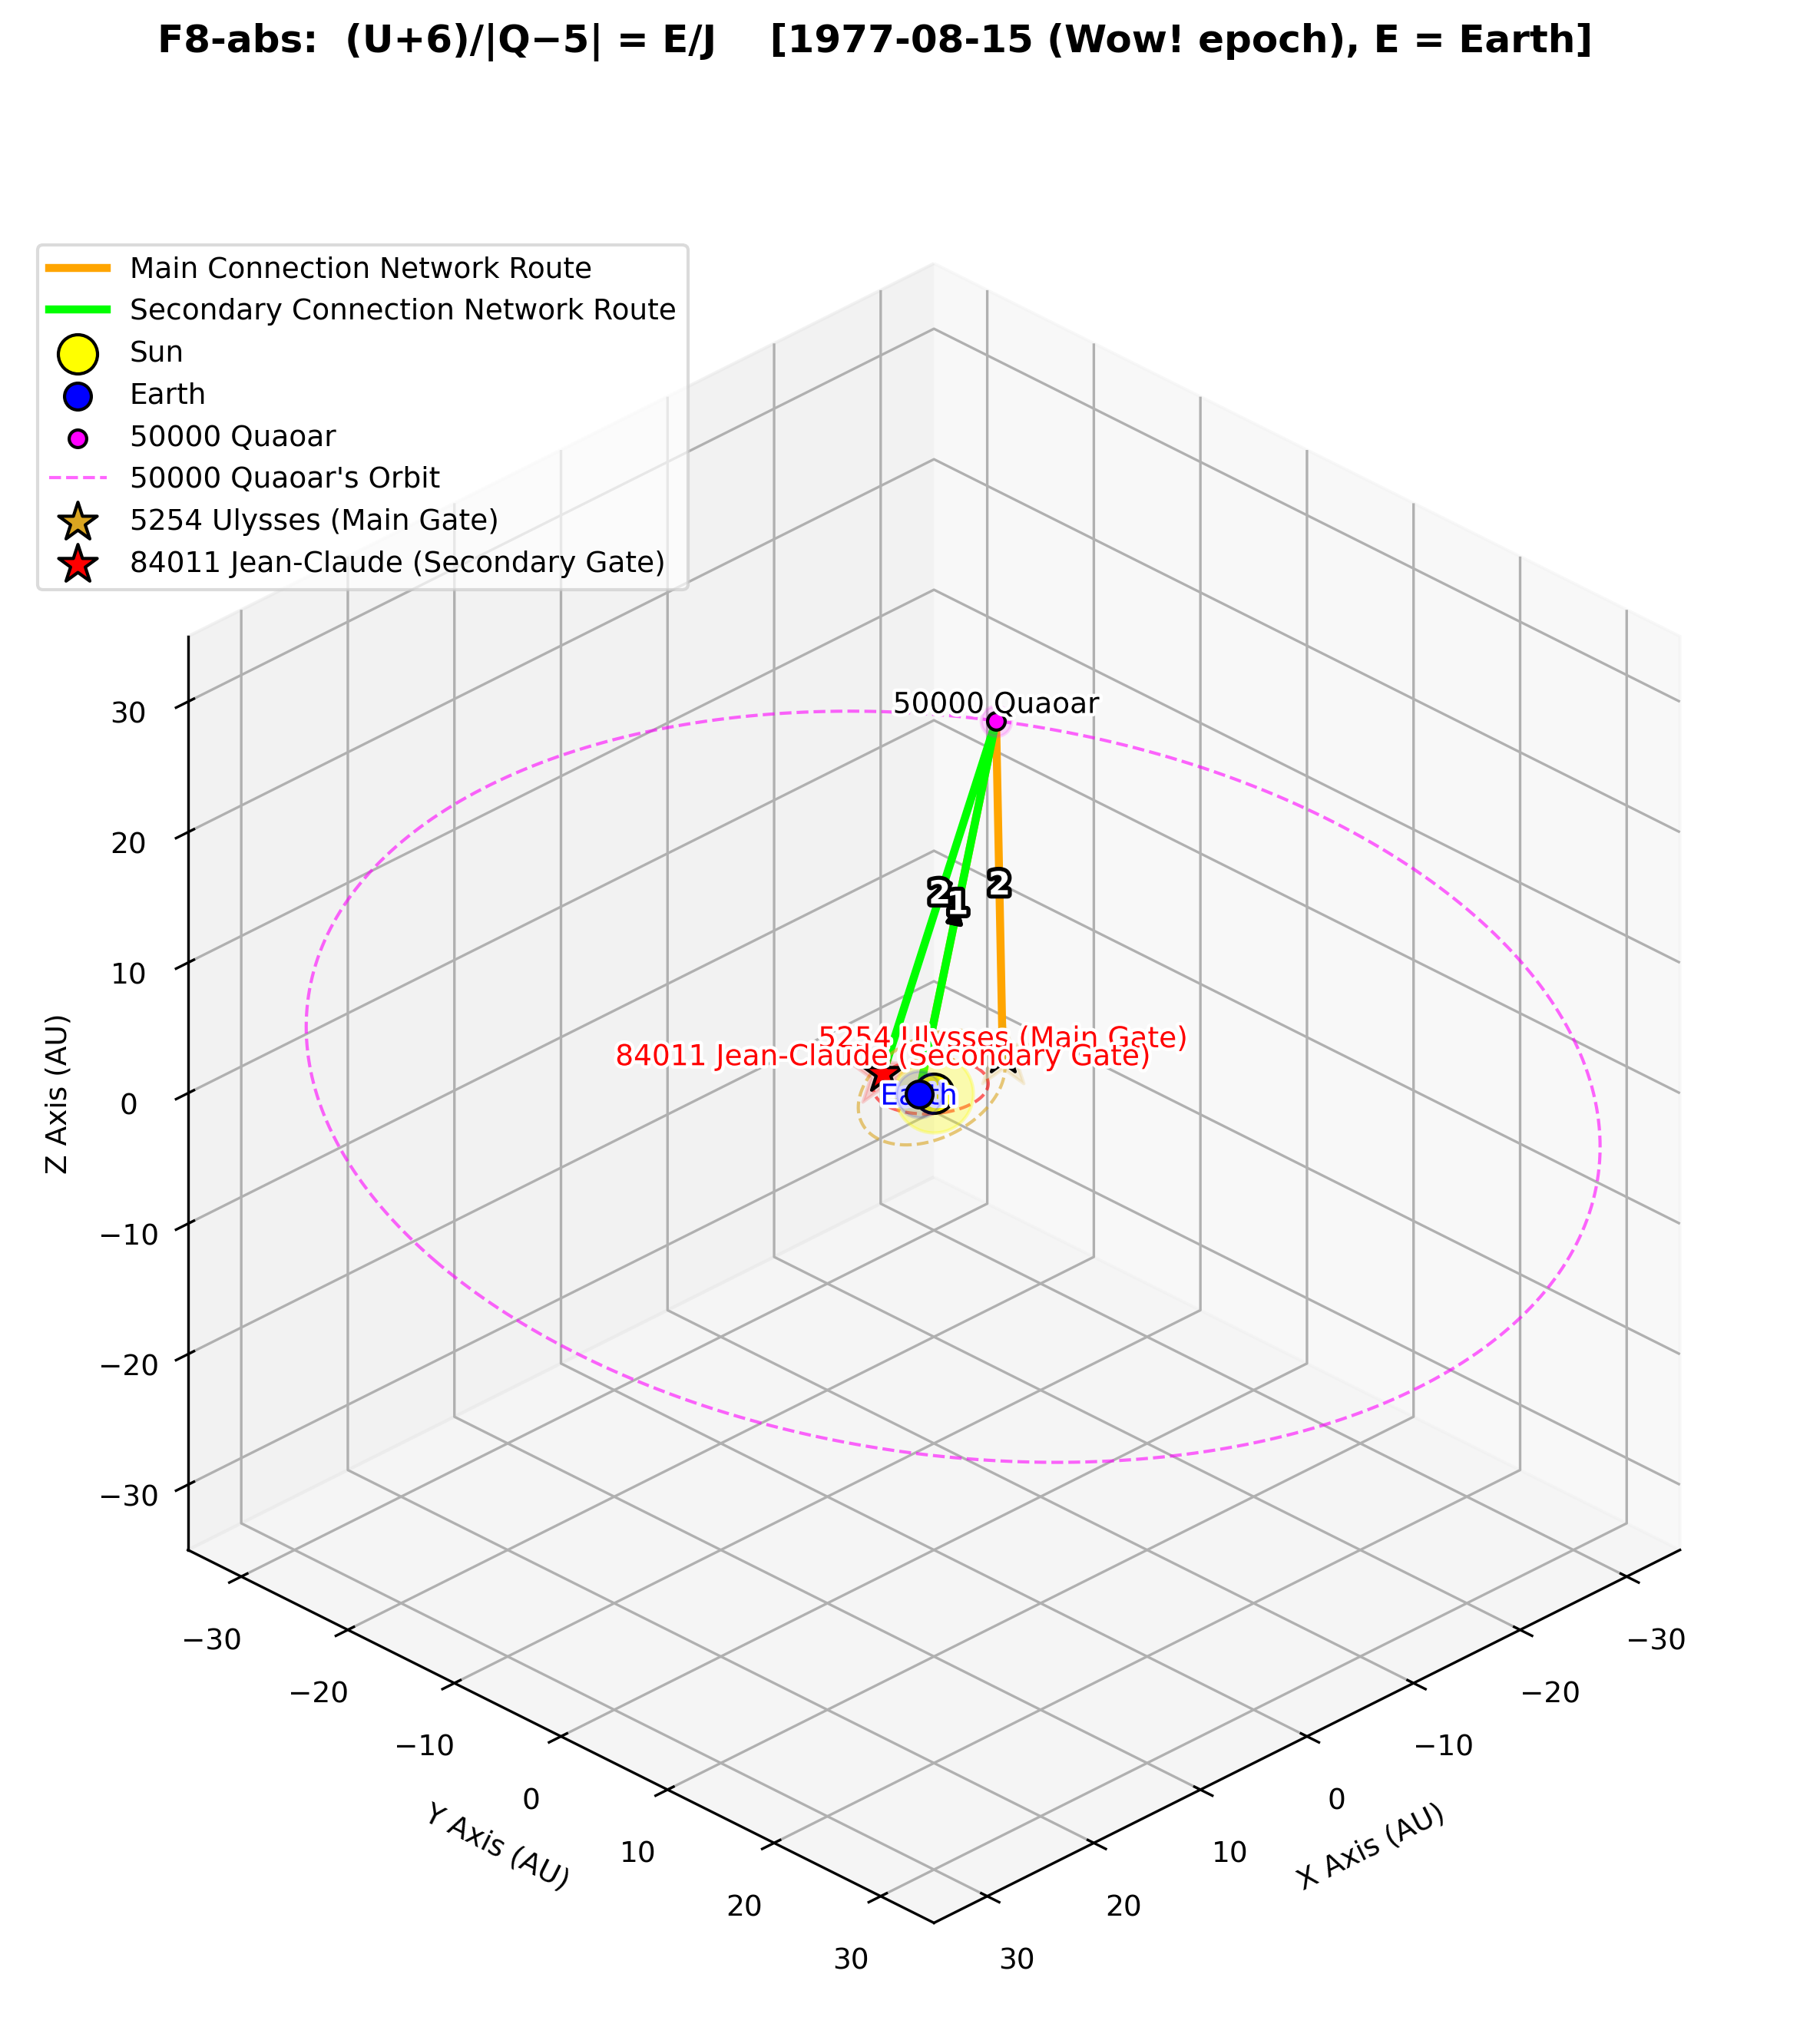 F8-abs:  (U+6)/|Q−5| = E/J    [1977-08-15 (Wow! epoch), E = Earth]
Main Connection Network Route
Secondary Connection Network Route
Sun
Earth
50000 Quaoar
50000 Quaoar's Orbit
5254 Ulysses (Main Gate)
84011 Jean-Claude (Secondary Gate)
50000 Quaoar
2
1
2
5254 Ulysses (Main Gate)
84011 Jean-Claude (Secondary Gate)
Earth
Z Axis (AU)
30
20
10
0
−10
−20
−30
Y Axis (AU)
−30
−20
−10
0
10
20
30
X Axis (AU)
−30
−20
−10
0
10
20
30